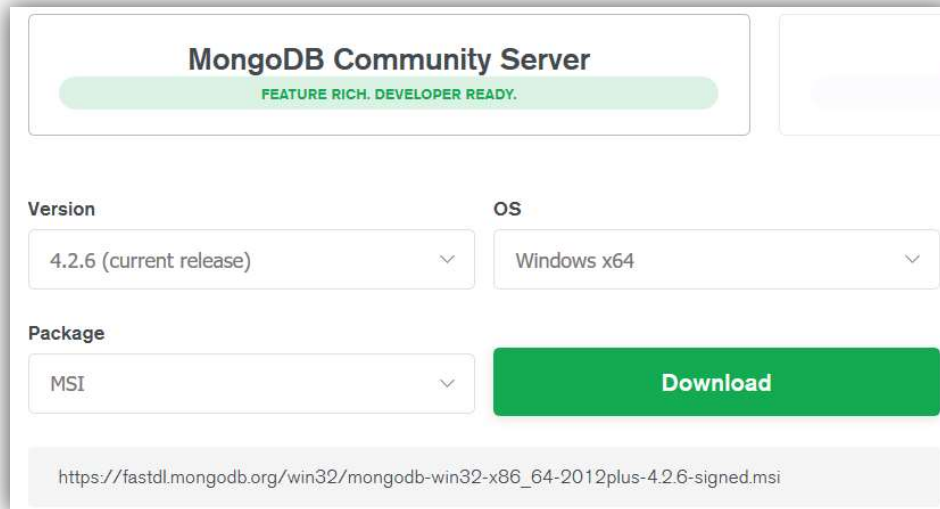 MongoDB Community Server
FEATURE RICH. DEVELOPER READY.
Version
OS
4.2.6 (current release)
Windows x64
Package
MSI
Download
https://fastdl.mongodb.org/win32/mongodb-win32-x86_64-2012plus-4.2.6-signed.msi